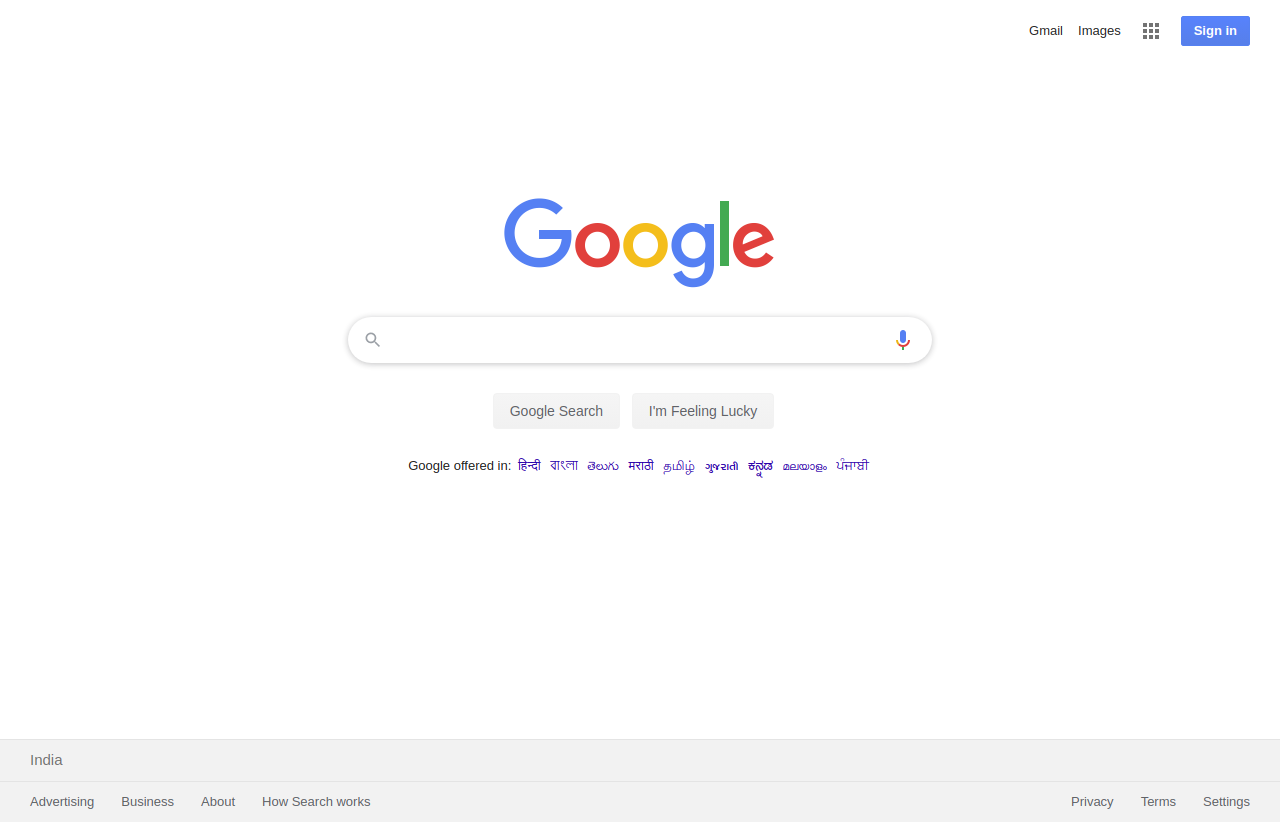 Gmail Images Sign in
Google
Google Search I'm Feeling Lucky
Google offered in: हिन्दी বাংলা తెలుగు मराठी தமிழ் ગુજરાતી ಕನ್ನಡ മലയാളം ਪੰਜਾਬੀ
India
Advertising Business About How Search works Privacy Terms Settings